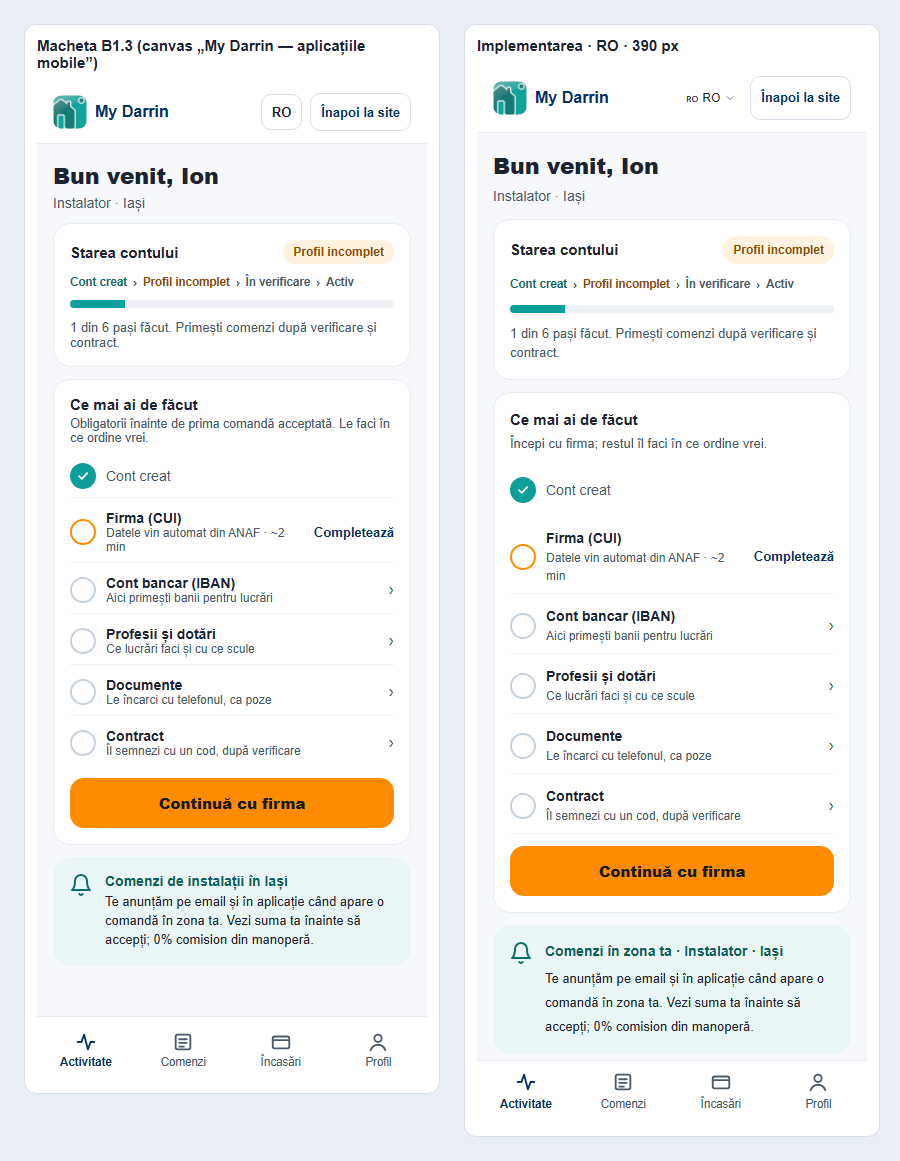 Macheta B1.3 (canvas „My Darrin — aplicațiile
mobile”)
My Darrin
RO
Înapoi la site
Bun venit, Ion
Instalator · Iași
Starea contului
Profil incomplet
Cont creat › Profil incomplet › În verificare › Activ
1 din 6 pași făcut. Primești comenzi după verificare și
contract.
Ce mai ai de făcut
Obligatorii înainte de prima comandă acceptată. Le faci în
ce ordine vrei.
Cont creat
Firma (CUI)
Datele vin automat din ANAF · ~2
min
Completează
Cont bancar (IBAN)
Aici primești banii pentru lucrări
›
Profesii și dotări
Ce lucrări faci și cu ce scule
›
Documente
Le încarci cu telefonul, ca poze
›
Contract
Îl semnezi cu un cod, după verificare
›
Continuă cu firma
Comenzi de instalații în Iași
Te anunțăm pe email și în aplicație când apare o
comandă în zona ta. Vezi suma ta înainte să
accepți; 0% comision din manoperă.
Activitate
Comenzi
Încasări
Profil
Implementarea · RO · 390 px
My Darrin
RO RO
Înapoi la site
Bun venit, Ion
Instalator · Iași
Starea contului
Profil incomplet
Cont creat › Profil incomplet › În verificare › Activ
1 din 6 pași făcut. Primești comenzi după verificare și
contract.
Ce mai ai de făcut
Începi cu firma; restul îl faci în ce ordine vrei.
Cont creat
Firma (CUI)
Datele vin automat din ANAF · ~2
min
Completează
Cont bancar (IBAN)
Aici primești banii pentru lucrări
›
Profesii și dotări
Ce lucrări faci și cu ce scule
›
Documente
Le încarci cu telefonul, ca poze
›
Contract
Îl semnezi cu un cod, după verificare
›
Continuă cu firma
Comenzi în zona ta · Instalator · Iași
Te anunțăm pe email și în aplicație când apare o
comandă în zona ta. Vezi suma ta înainte să
accepți; 0% comision din manoperă.
Activitate
Comenzi
Încasări
Profil